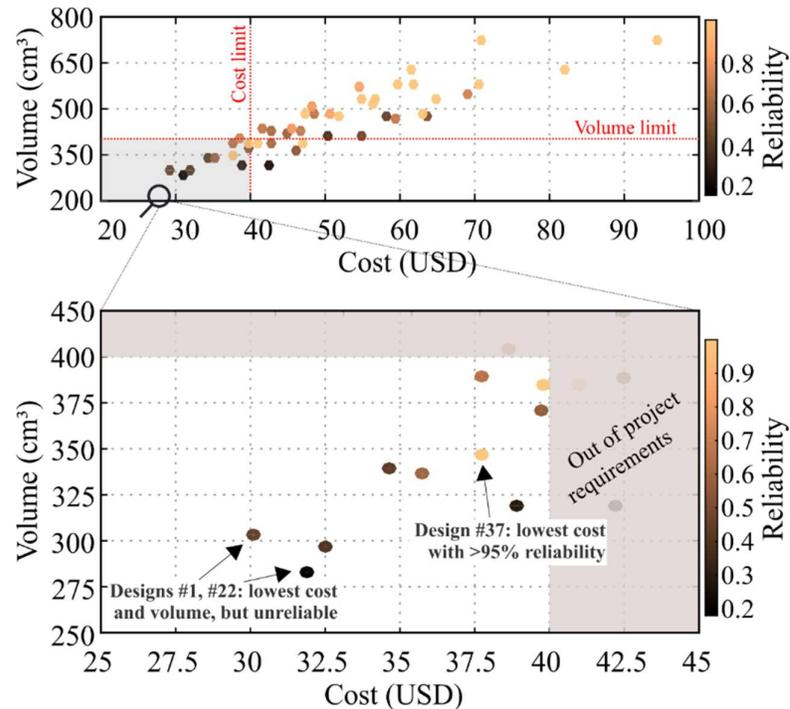 800
650
500
350
200
Volume (cm³)
Cost limit
Volume limit
20 30 40 50 60 70 80 90 100
Cost (USD)
0.8
0.6
0.4
0.2
Reliability
450
400
375
350
325
300
275
250
Volume (cm³)
Out of project
requirements
Design #37: lowest cost
with >95% reliability
Designs #1, #22: lowest cost
and volume, but unreliable
25 27.5 30 32.5 35 37.5 40 42.5 45
Cost (USD)
0.9
0.8
0.7
0.6
0.5
0.4
0.3
0.2
Reliability